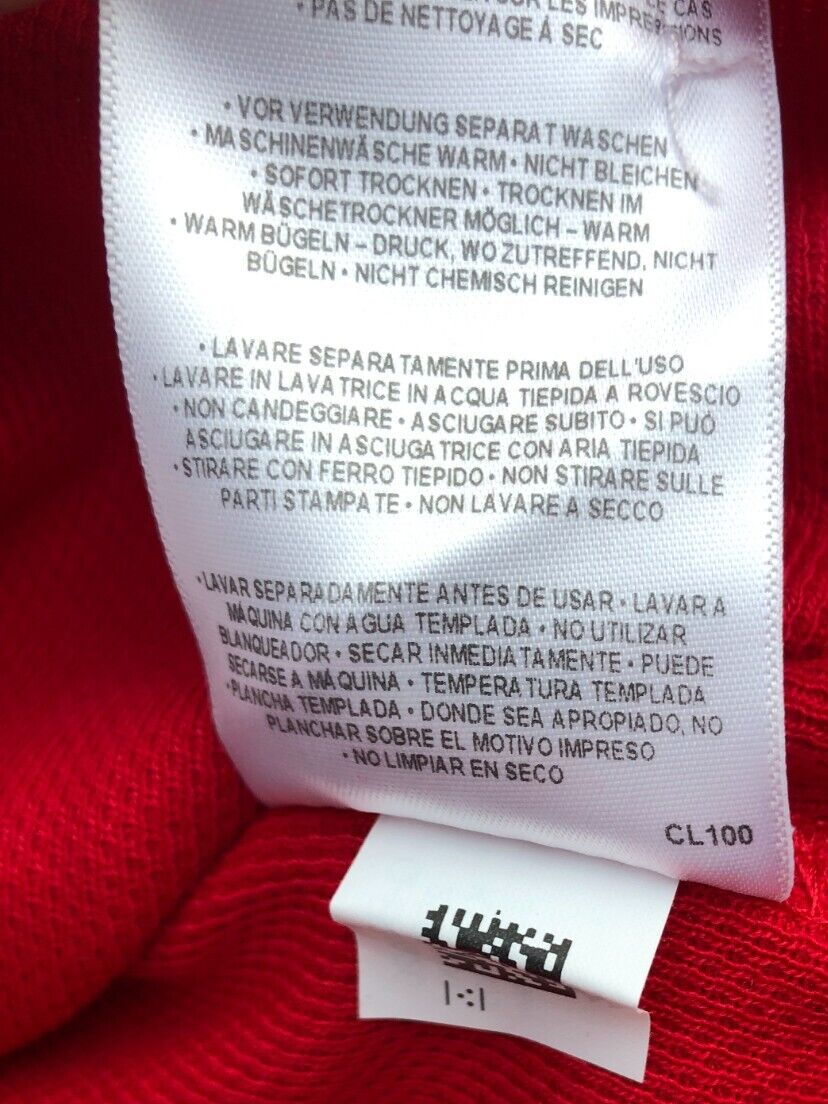 LES IMPRESSIONS
• PAS DE NETTOYAGE À SEC
• VOR VERWENDUNG SEPARAT WASCHEN
• MASCHINENWÄSCHE WARM • NICHT BLEICHEN
• SOFORT TROCKNEN • TROCKNEN IM
WÄSCHETROCKNER MÖGLICH – WARM
• WARM BÜGELN – DRUCK, WO ZUTREFFEND, NICHT
BÜGELN • NICHT CHEMISCH REINIGEN
• LAVARE SEPARATAMENTE PRIMA DELL'USO
• LAVARE IN LAVATRICE IN ACQUA TIEPIDA A ROVESCIO
• NON CANDEGGIARE • ASCIUGARE SUBITO • SI PUÒ
ASCIUGARE IN ASCIUGATRICE CON ARIA TIEPIDA
• STIRARE CON FERRO TIEPIDO • NON STIRARE SULLE
PARTI STAMPATE • NON LAVARE A SECCO
• LAVAR SEPARADAMENTE ANTES DE USAR • LAVAR A
MÁQUINA CON AGUA TEMPLADA • NO UTILIZAR
BLANQUEADOR • SECAR INMEDIATAMENTE • PUEDE
SECARSE A MÁQUINA • TEMPERATURA TEMPLADA
• PLANCHA TEMPLADA • DONDE SEA APROPIADO, NO
PLANCHAR SOBRE EL MOTIVO IMPRESO
• NO LIMPIAR EN SECO
CL100